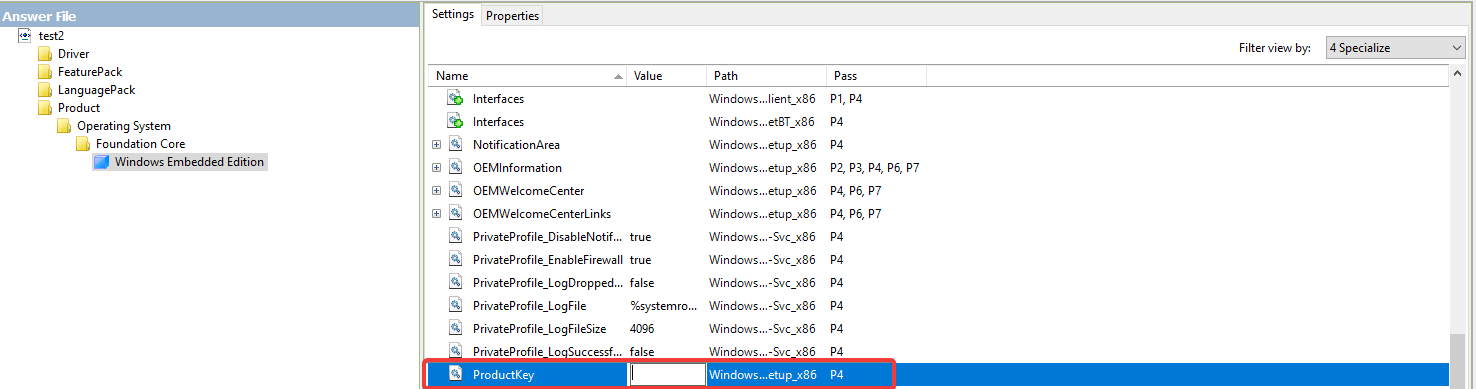 Answer File
test2
Driver
FeaturePack
LanguagePack
Product
Operating System
Foundation Core
Windows Embedded Edition
Settings Properties
Filter view by: 4 Specialize
Name Value Path Pass
Interfaces Windows...lient_x86 P1, P4
Interfaces Windows...etBT_x86 P4
NotificationArea Windows...etup_x86 P4
OEMInformation Windows...etup_x86 P2, P3, P4, P6, P7
OEMWelcomeCenter Windows...etup_x86 P4, P6, P7
OEMWelcomeCenterLinks Windows...etup_x86 P4, P6, P7
PrivateProfile_DisableNotif... true Windows...-Svc_x86 P4
PrivateProfile_EnableFirewall true Windows...-Svc_x86 P4
PrivateProfile_LogDropped... false Windows...-Svc_x86 P4
PrivateProfile_LogFile %systemro... Windows...-Svc_x86 P4
PrivateProfile_LogFileSize 4096 Windows...-Svc_x86 P4
PrivateProfile_LogSuccessf... false Windows...-Svc_x86 P4
ProductKey Windows...etup_x86 P4